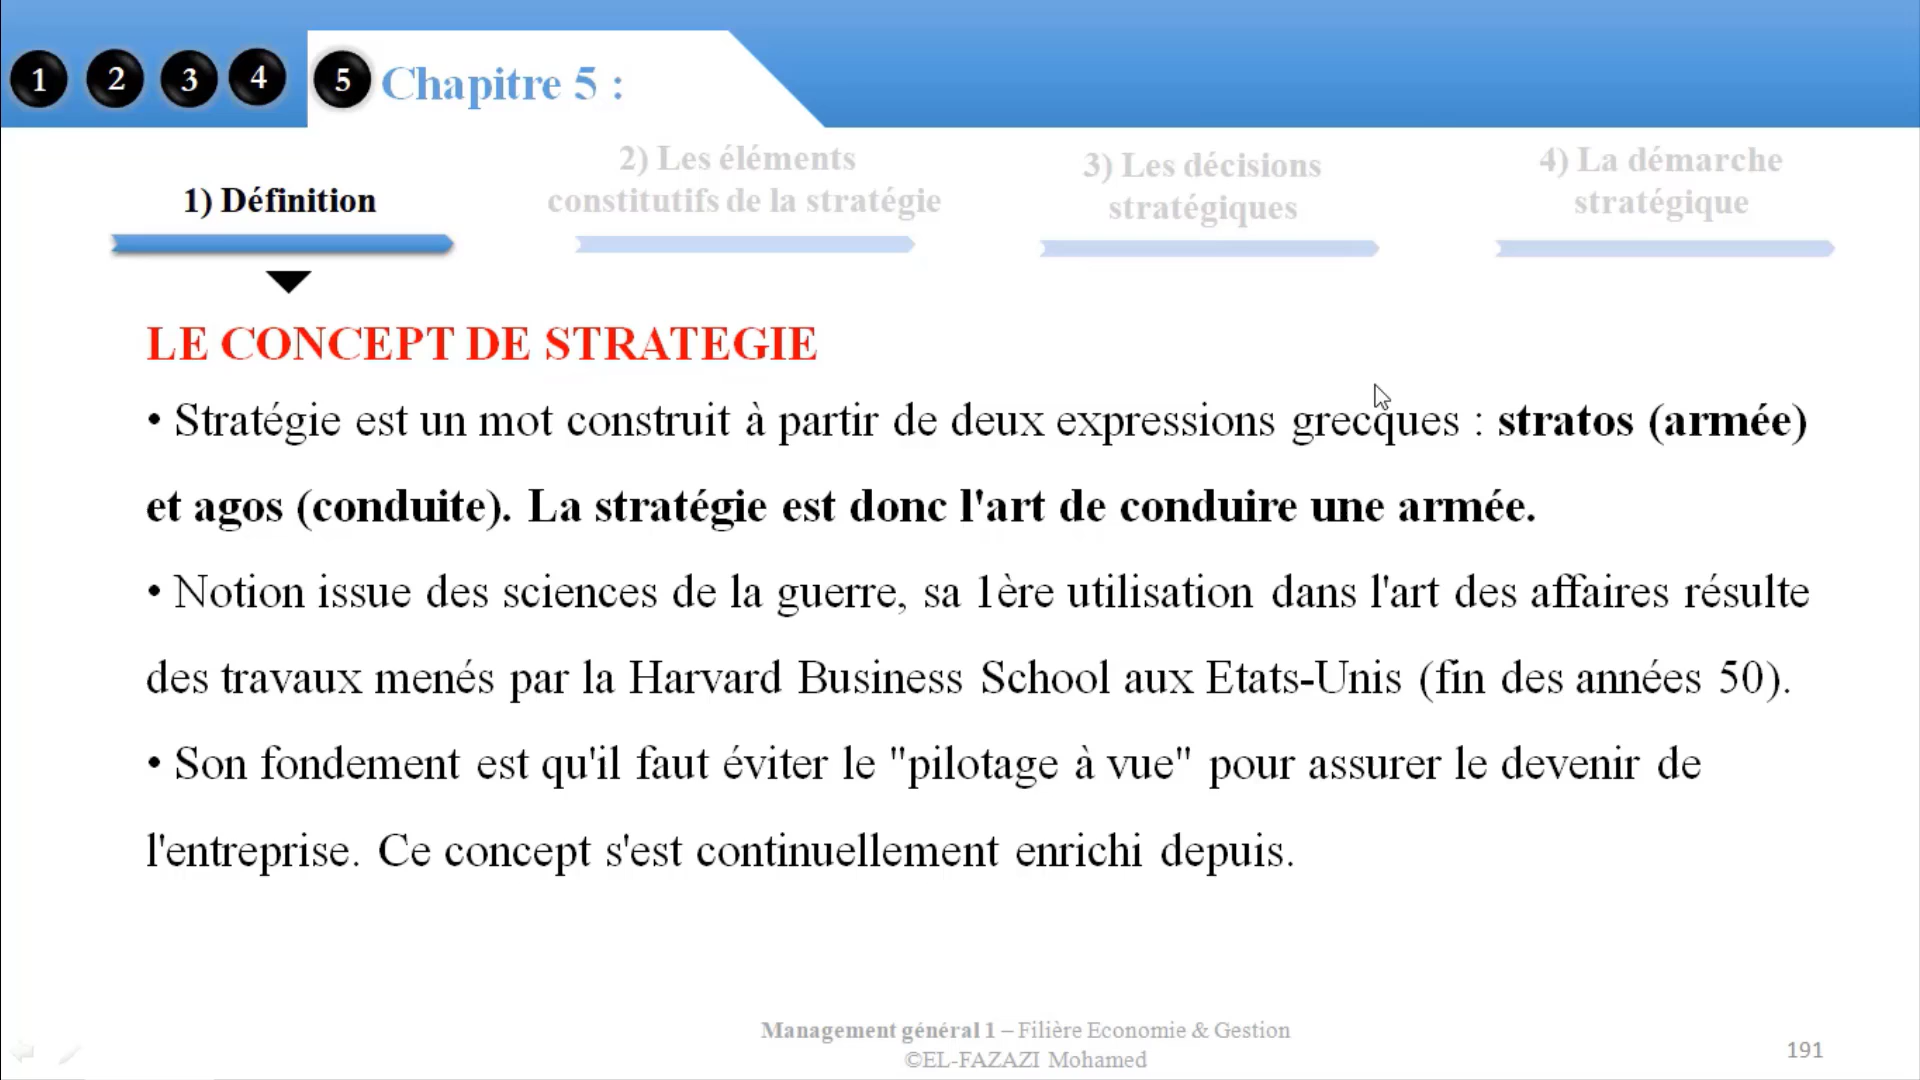 1 2 3 4 5 Chapitre 5 :
1) Définition
2) Les éléments
constitutifs de la stratégie
3) Les décisions
stratégiques
4) La démarche
stratégique
LE CONCEPT DE STRATEGIE
• Stratégie est un mot construit à partir de deux expressions grecques : stratos (armée)
et agos (conduite). La stratégie est donc l'art de conduire une armée.
• Notion issue des sciences de la guerre, sa 1ère utilisation dans l'art des affaires résulte
des travaux menés par la Harvard Business School aux Etats-Unis (fin des années 50).
• Son fondement est qu'il faut éviter le "pilotage à vue" pour assurer le devenir de
l'entreprise. Ce concept s'est continuellement enrichi depuis.
Management général 1 – Filière Economie & Gestion
©EL-FAZAZI Mohamed
191